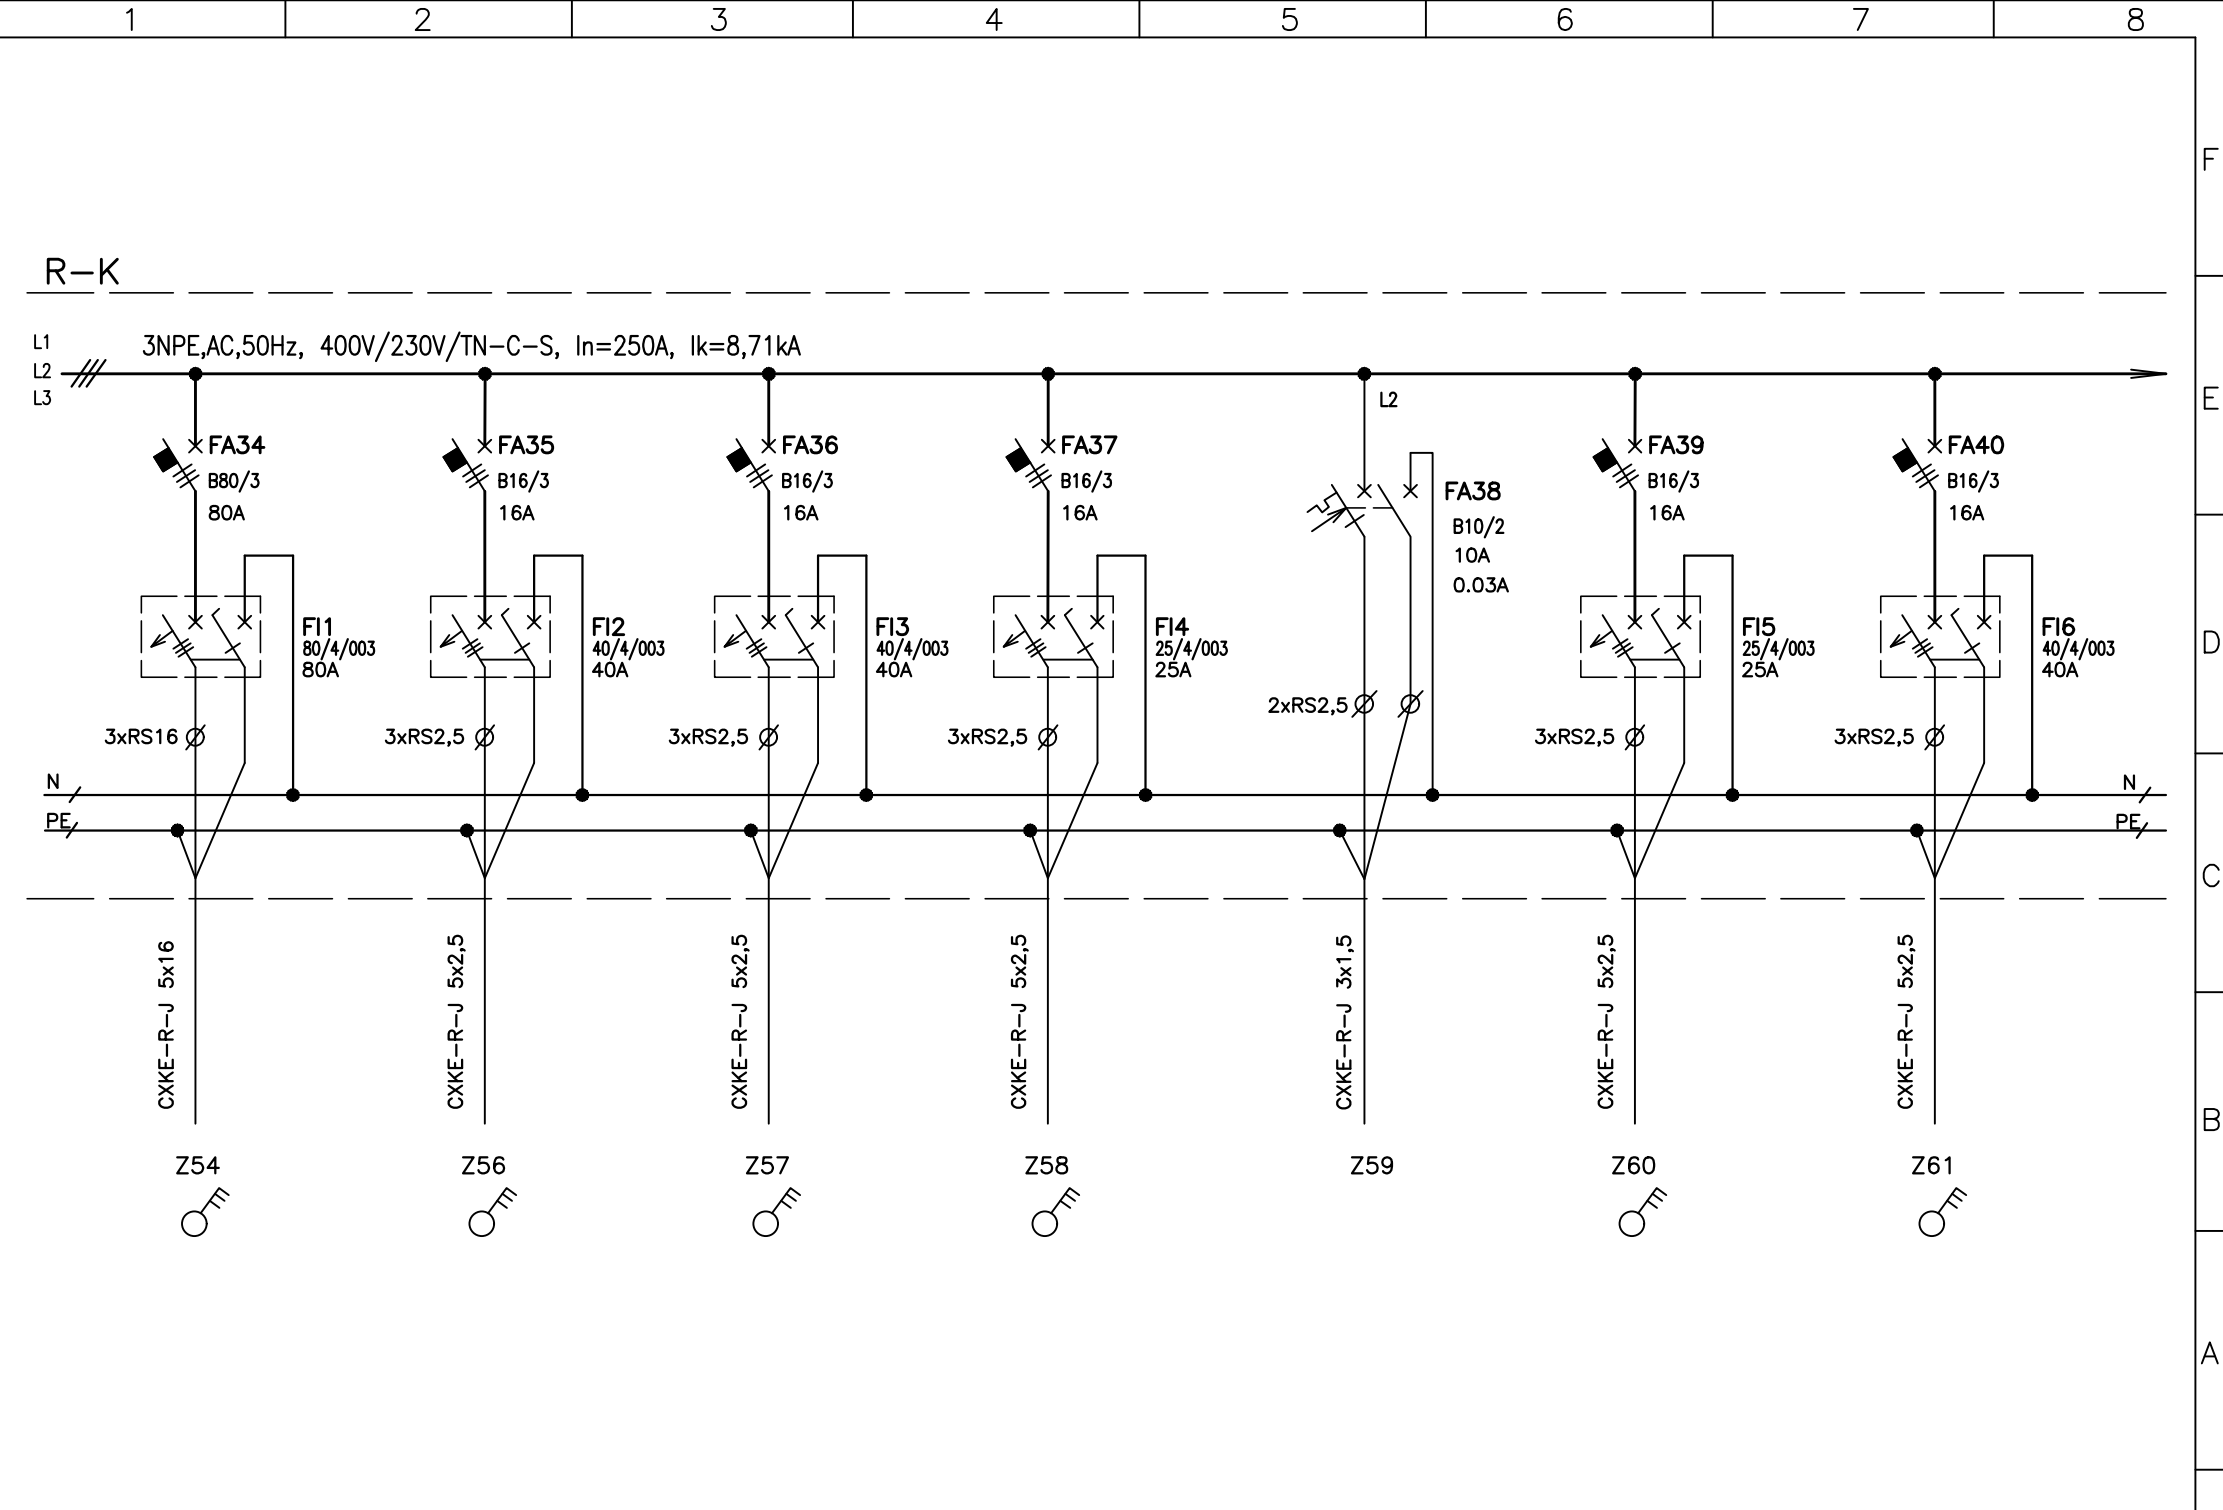 1 2 3 4 5 6 7 8
F
R-K
L1
3NPE,AC,50Hz, 400V/230V/TN-C-S, In=250A, Ik=8,71kA
L2
L3
L2
E
FA34 FA35 FA36 FA37 FA39 FA40
B80/3 B16/3 B16/3 B16/3 B16/3 B16/3
80A 16A 16A 16A 16A 16A
FA38
B10/2
10A
0.03A
FI1 FI2 FI3 FI4 FI5 FI6
80/4/003 40/4/003 40/4/003 25/4/003 25/4/003 40/4/003
80A 40A 40A 25A 25A 40A
D
2xRS2,5
3xRS16 3xRS2,5 3xRS2,5 3xRS2,5 3xRS2,5 3xRS2,5
N N
PE PE
C
CXKE-R-J 5x16
CXKE-R-J 5x2,5
CXKE-R-J 5x2,5
CXKE-R-J 5x2,5
CXKE-R-J 3x1,5
CXKE-R-J 5x2,5
CXKE-R-J 5x2,5
B
Z54 Z56 Z57 Z58 Z59 Z60 Z61
A